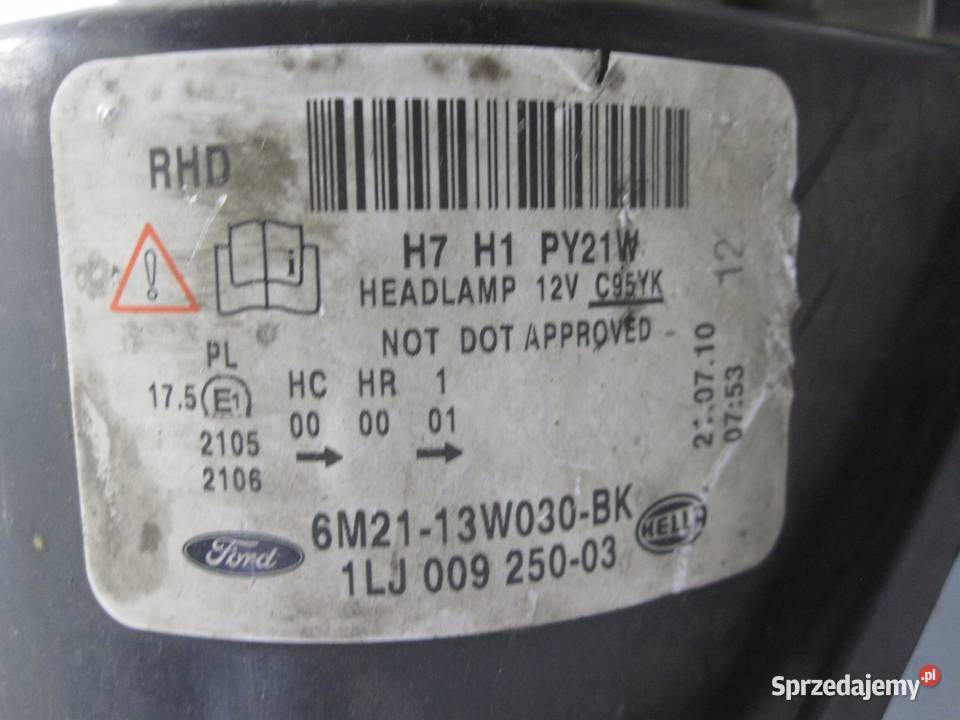 RHD
H7 H1 PY21W
HEADLAMP 12V C95YK
NOT DOT APPROVED
PL
17.5 E1 HC HR 1
00 00 01
2105
2106
6M21-13W030-BK
1LJ 009 250-03
Ford
HELLA
12
.07.10
07:53
i
Sprzedajemy.pl